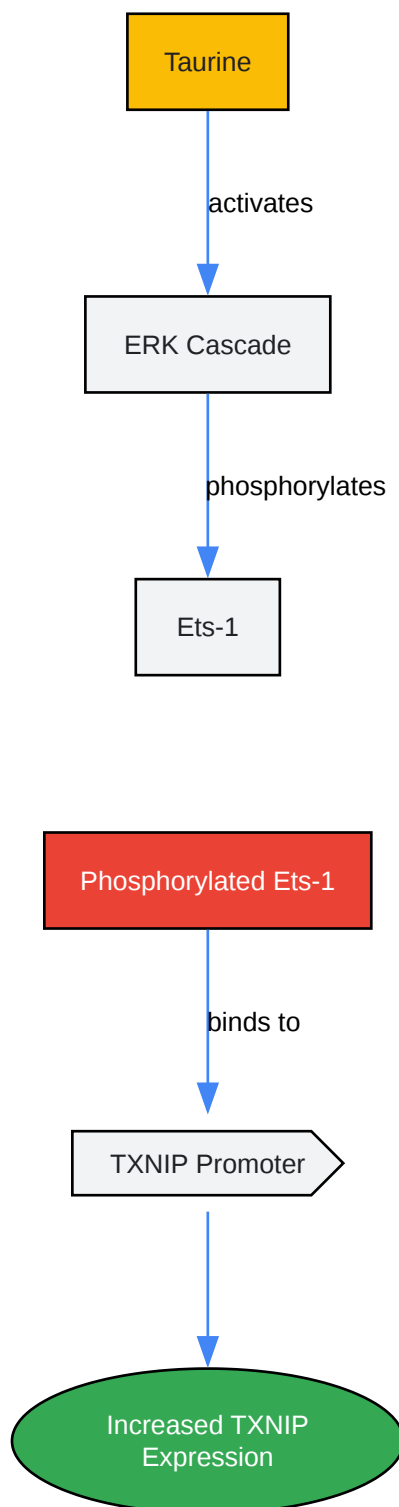 Taurine
activates
ERK Cascade
phosphorylates
Ets-1
Phosphorylated Ets-1
binds to
TXNIP Promoter
Increased TXNIP
Expression